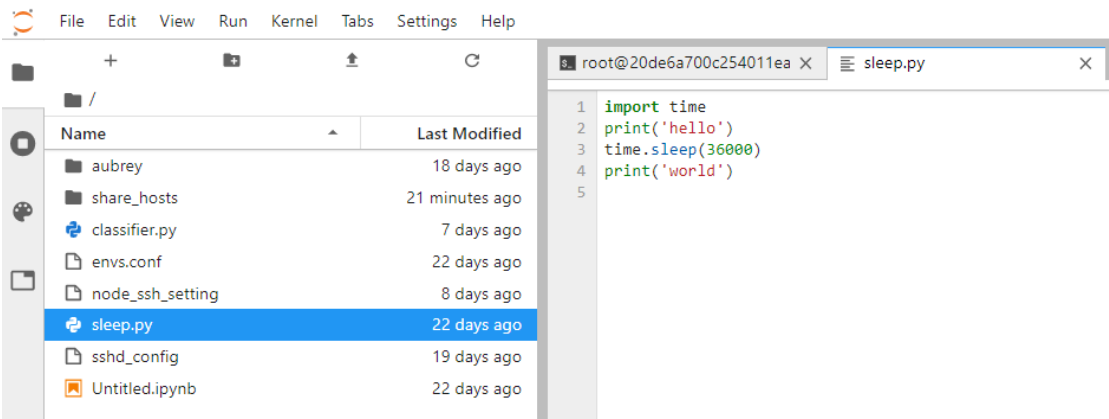 File Edit View Run Kernel Tabs Settings Help
/
Name Last Modified
aubrey 18 days ago
share_hosts 21 minutes ago
classifier.py 7 days ago
envs.conf 22 days ago
node_ssh_setting 8 days ago
sleep.py 22 days ago
sshd_config 19 days ago
Untitled.ipynb 22 days ago
root@20de6a700c254011ea sleep.py
1 import time
2 print('hello')
3 time.sleep(36000)
4 print('world')
5